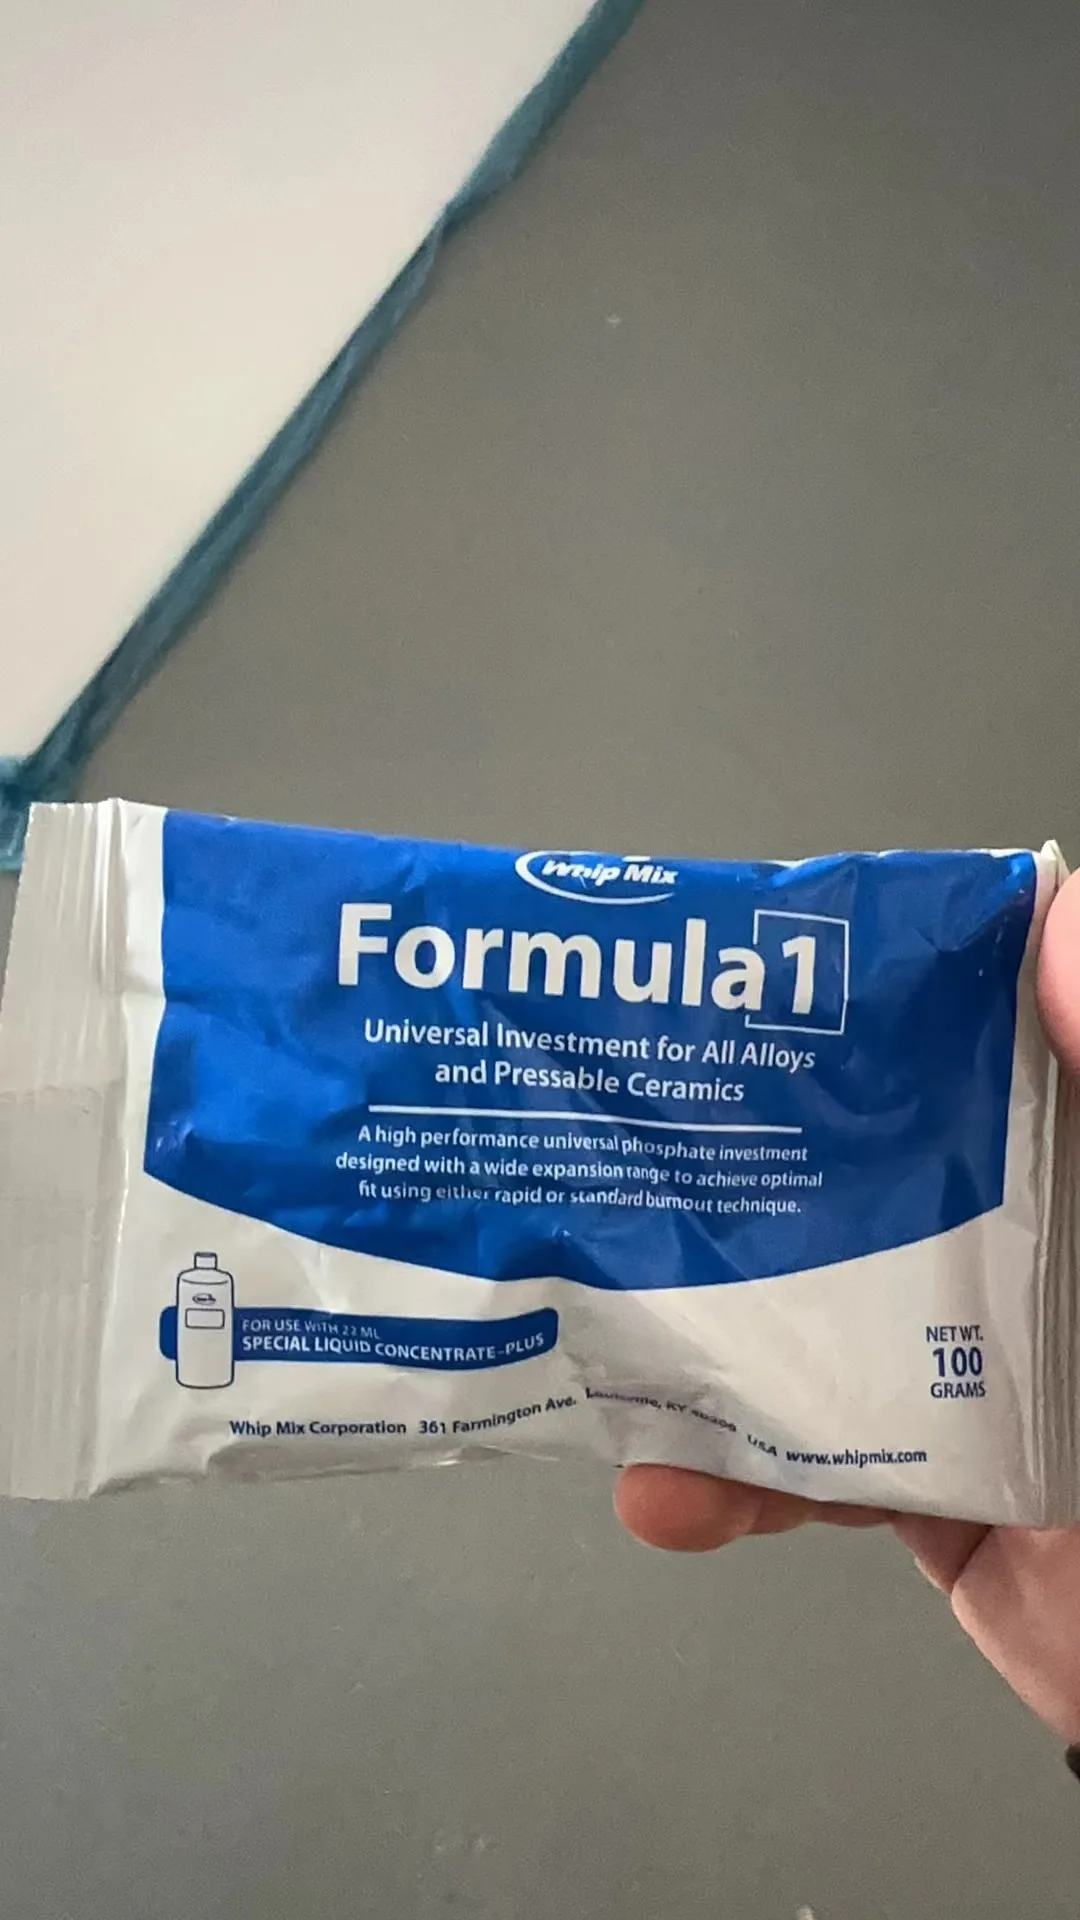 Whip Mix
Formula 1
Universal Investment for All Alloys
and Pressable Ceramics
A high performance universal phosphate investment
designed with a wide expansion range to achieve optimal
fit using either rapid or standard burnout technique.
FOR USE WITH 22 ML
SPECIAL LIQUID CONCENTRATE-PLUS
NET WT.
100
GRAMS
Whip Mix Corporation 361 Farmington Ave. Louisville, KY USA www.whipmix.com